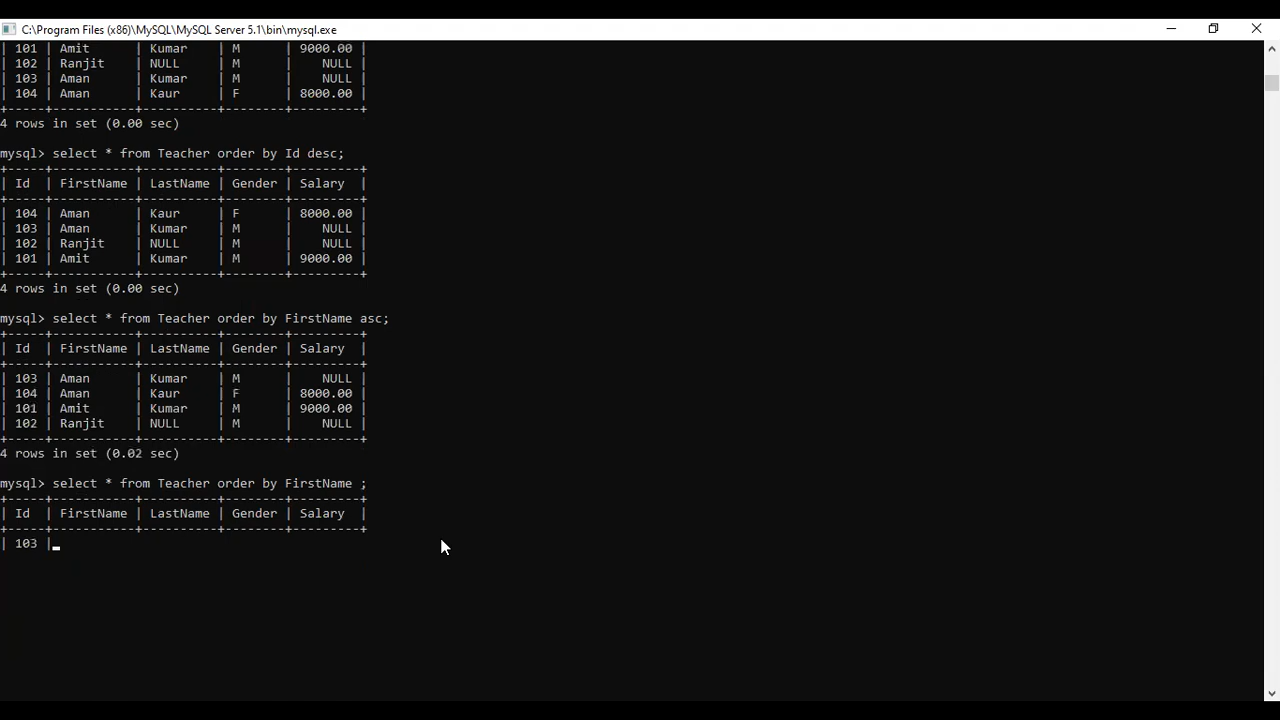 C:\Program Files (x86)\MySQL\MySQL Server 5.1\bin\mysql.exe
| 101 | Amit      | Kumar    | M      | 9000.00 |
| 102 | Ranjit    | NULL     | M      |    NULL |
| 103 | Aman      | Kumar    | M      |    NULL |
| 104 | Aman      | Kaur     | F      | 8000.00 |
+-----+-----------+----------+--------+---------+
4 rows in set (0.00 sec)
mysql> select * from Teacher order by Id desc;
+-----+-----------+----------+--------+---------+
| Id  | FirstName | LastName | Gender | Salary  |
+-----+-----------+----------+--------+---------+
| 104 | Aman      | Kaur     | F      | 8000.00 |
| 103 | Aman      | Kumar    | M      |    NULL |
| 102 | Ranjit    | NULL     | M      |    NULL |
| 101 | Amit      | Kumar    | M      | 9000.00 |
+-----+-----------+----------+--------+---------+
4 rows in set (0.00 sec)
mysql> select * from Teacher order by FirstName asc;
+-----+-----------+----------+--------+---------+
| Id  | FirstName | LastName | Gender | Salary  |
+-----+-----------+----------+--------+---------+
| 103 | Aman      | Kumar    | M      |    NULL |
| 104 | Aman      | Kaur     | F      | 8000.00 |
| 101 | Amit      | Kumar    | M      | 9000.00 |
| 102 | Ranjit    | NULL     | M      |    NULL |
+-----+-----------+----------+--------+---------+
4 rows in set (0.02 sec)
mysql> select * from Teacher order by FirstName ;
+-----+-----------+----------+--------+---------+
| Id  | FirstName | LastName | Gender | Salary  |
+-----+-----------+----------+--------+---------+
| 103 |